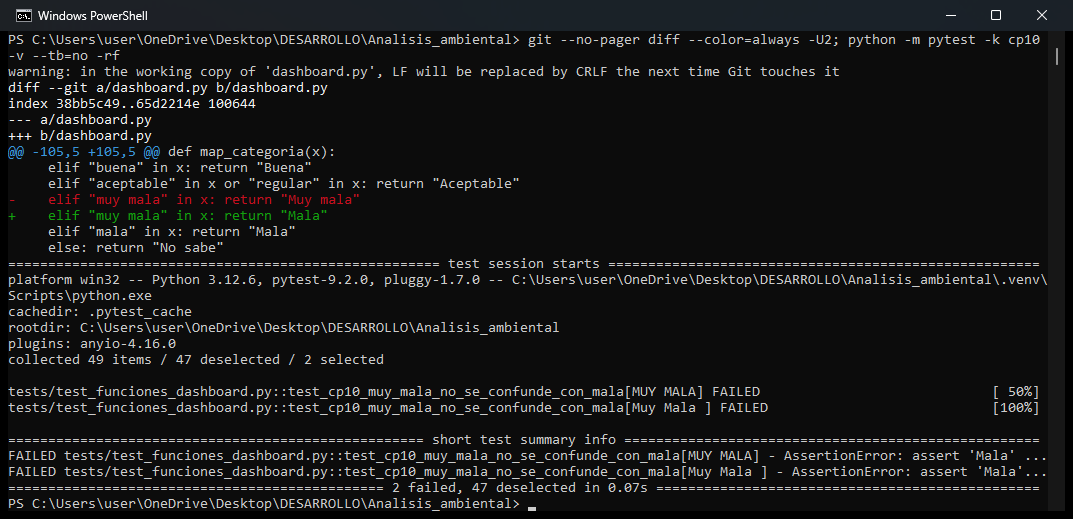 Windows PowerShell
PS C:\Users\user\OneDrive\Desktop\DESARROLLO\Analisis_ambiental> git --no-pager diff --color=always -U2; python -m pytest -k cp10
-v --tb=no -rf
warning: in the working copy of 'dashboard.py', LF will be replaced by CRLF the next time Git touches it
diff --git a/dashboard.py b/dashboard.py
index 38bb5c49..65d2214e 100644
--- a/dashboard.py
+++ b/dashboard.py
@@ -105,5 +105,5 @@ def map_categoria(x):
     elif "buena" in x: return "Buena"
     elif "aceptable" in x or "regular" in x: return "Aceptable"
-    elif "muy mala" in x: return "Muy mala"
+    elif "muy mala" in x: return "Mala"
     elif "mala" in x: return "Mala"
     else: return "No sabe"
====================================================== test session starts ======================================================
platform win32 -- Python 3.12.6, pytest-9.2.0, pluggy-1.7.0 -- C:\Users\user\OneDrive\Desktop\DESARROLLO\Analisis_ambiental\.venv\
Scripts\python.exe
cachedir: .pytest_cache
rootdir: C:\Users\user\OneDrive\Desktop\DESARROLLO\Analisis_ambiental
plugins: anyio-4.16.0
collected 49 items / 47 deselected / 2 selected
tests/test_funciones_dashboard.py::test_cp10_muy_mala_no_se_confunde_con_mala[MUY MALA] FAILED                             [ 50%]
tests/test_funciones_dashboard.py::test_cp10_muy_mala_no_se_confunde_con_mala[Muy Mala ] FAILED                            [100%]
==================================================== short test summary info ====================================================
FAILED tests/test_funciones_dashboard.py::test_cp10_muy_mala_no_se_confunde_con_mala[MUY MALA] - AssertionError: assert 'Mala' ...
FAILED tests/test_funciones_dashboard.py::test_cp10_muy_mala_no_se_confunde_con_mala[Muy Mala ] - AssertionError: assert 'Mala'...
=============================================== 2 failed, 47 deselected in 0.07s ================================================
PS C:\Users\user\OneDrive\Desktop\DESARROLLO\Analisis_ambiental>